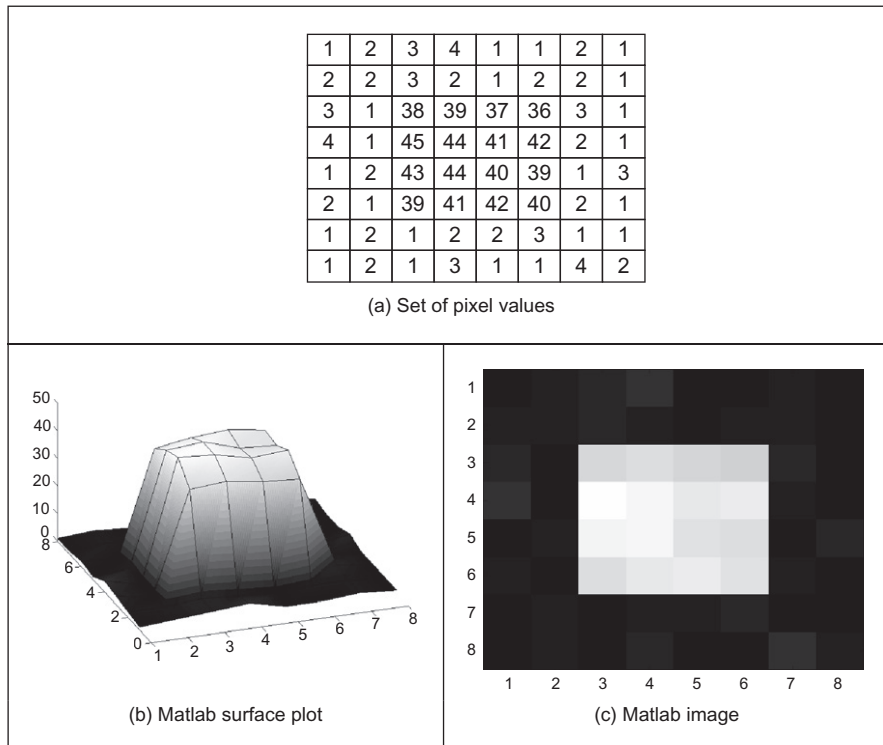 1 2 3 4 1 1 2 1
2 2 3 2 1 2 2 1
3 1 38 39 37 36 3 1
4 1 45 44 41 42 2 1
1 2 43 44 40 39 1 3
2 1 39 41 42 40 2 1
1 2 1 2 2 3 1 1
1 2 1 3 1 1 4 2
(a) Set of pixel values
50
40
30
20
10
0
8
6
4
2
0
1 2 3 4 5 6 7 8
(b) Matlab surface plot
1
2
3
4
5
6
7
8
1 2 3 4 5 6 7 8
(c) Matlab image